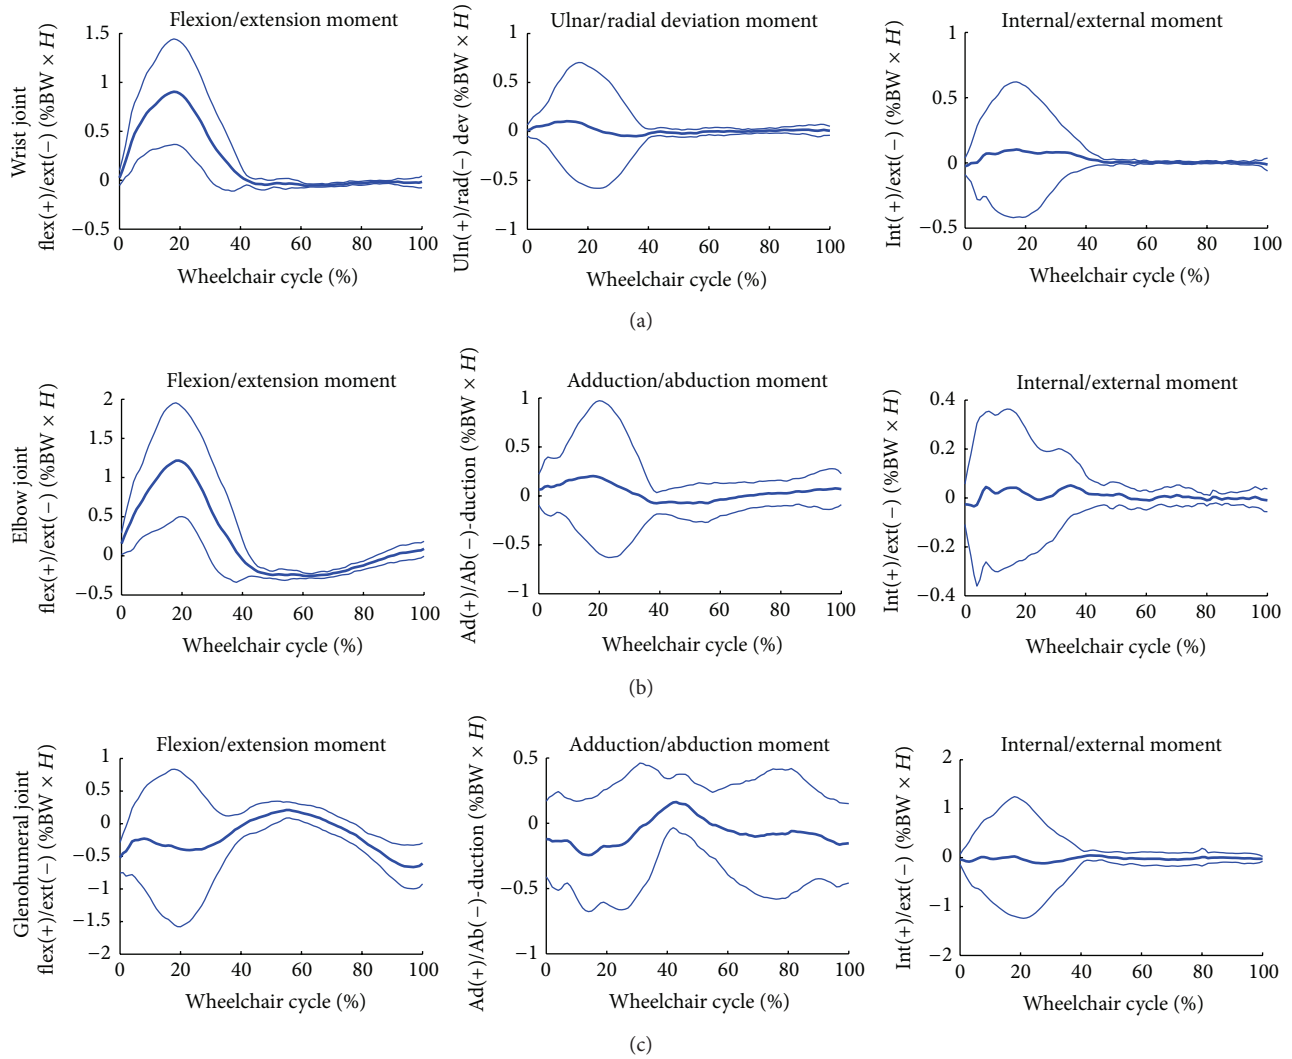 Flexion/extension moment
Wrist joint
flex(+)/ext(−) (%BW × H)
1.5
1
0.5
0
−0.5
0 20 40 60 80 100
Wheelchair cycle (%)
Ulnar/radial deviation moment
Uln(+)/rad(−) dev (%BW × H)
1
0.5
0
−0.5
−1
0 20 40 60 80 100
Wheelchair cycle (%)
Internal/external moment
Int(+)/ext(−) (%BW × H)
1
0.5
0
−0.5
0 20 40 60 80 100
Wheelchair cycle (%)
(a)
Flexion/extension moment
Elbow joint
flex(+)/ext(−) (%BW × H)
2
1.5
1
0.5
0
−0.5
0 20 40 60 80 100
Wheelchair cycle (%)
Adduction/abduction moment
Ad(+)/Ab(−)-duction (%BW × H)
1
0.5
0
−0.5
−1
0 20 40 60 80 100
Wheelchair cycle (%)
Internal/external moment
Int(+)/ext(−) (%BW × H)
0.4
0.2
0
−0.2
−0.4
0 20 40 60 80 100
Wheelchair cycle (%)
(b)
Flexion/extension moment
Glenohumeral joint
flex(+)/ext(−) (%BW × H)
1
0.5
0
−0.5
−1
−1.5
−2
0 20 40 60 80 100
Wheelchair cycle (%)
Adduction/abduction moment
Ad(+)/Ab(−)-duction (%BW × H)
0.5
0
−0.5
−1
0 20 40 60 80 100
Wheelchair cycle (%)
Internal/external moment
Int(+)/ext(−) (%BW × H)
2
1
0
−1
−2
0 20 40 60 80 100
Wheelchair cycle (%)
(c)